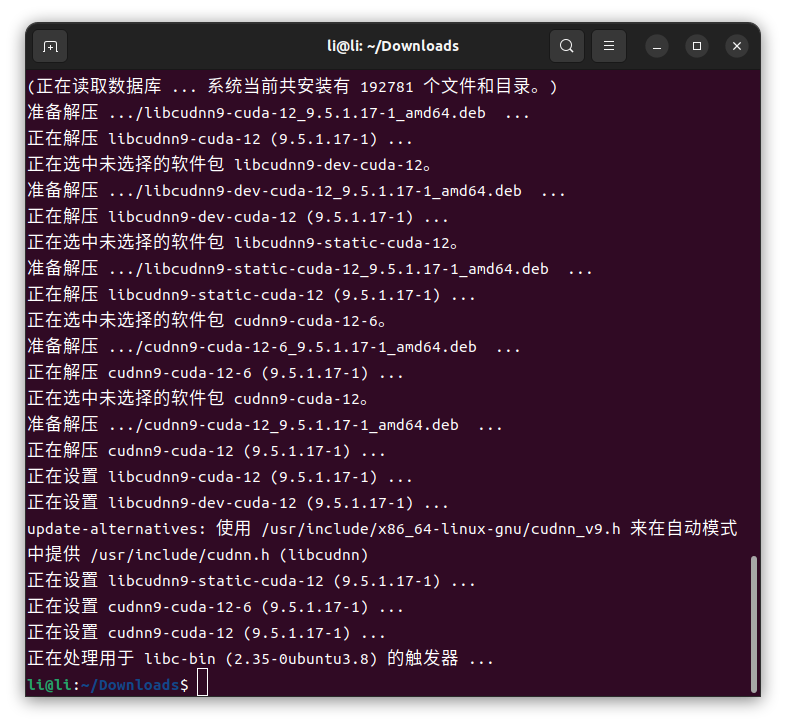 li@li: ~/Downloads
(正在读取数据库 ... 系统当前共安装有 192781 个文件和目录。)
准备解压 .../libcudnn9-cuda-12_9.5.1.17-1_amd64.deb  ...
正在解压 libcudnn9-cuda-12 (9.5.1.17-1) ...
正在选中未选择的软件包 libcudnn9-dev-cuda-12。
准备解压 .../libcudnn9-dev-cuda-12_9.5.1.17-1_amd64.deb  ...
正在解压 libcudnn9-dev-cuda-12 (9.5.1.17-1) ...
正在选中未选择的软件包 libcudnn9-static-cuda-12。
准备解压 .../libcudnn9-static-cuda-12_9.5.1.17-1_amd64.deb  ...
正在解压 libcudnn9-static-cuda-12 (9.5.1.17-1) ...
正在选中未选择的软件包 cudnn9-cuda-12-6。
准备解压 .../cudnn9-cuda-12-6_9.5.1.17-1_amd64.deb  ...
正在解压 cudnn9-cuda-12-6 (9.5.1.17-1) ...
正在选中未选择的软件包 cudnn9-cuda-12。
准备解压 .../cudnn9-cuda-12_9.5.1.17-1_amd64.deb  ...
正在解压 cudnn9-cuda-12 (9.5.1.17-1) ...
正在设置 libcudnn9-cuda-12 (9.5.1.17-1) ...
正在设置 libcudnn9-dev-cuda-12 (9.5.1.17-1) ...
update-alternatives: 使用 /usr/include/x86_64-linux-gnu/cudnn_v9.h 来在自动模式
中提供 /usr/include/cudnn.h (libcudnn)
正在设置 libcudnn9-static-cuda-12 (9.5.1.17-1) ...
正在设置 cudnn9-cuda-12-6 (9.5.1.17-1) ...
正在设置 cudnn9-cuda-12 (9.5.1.17-1) ...
正在处理用于 libc-bin (2.35-0ubuntu3.8) 的触发器 ...
li@li:~/Downloads$